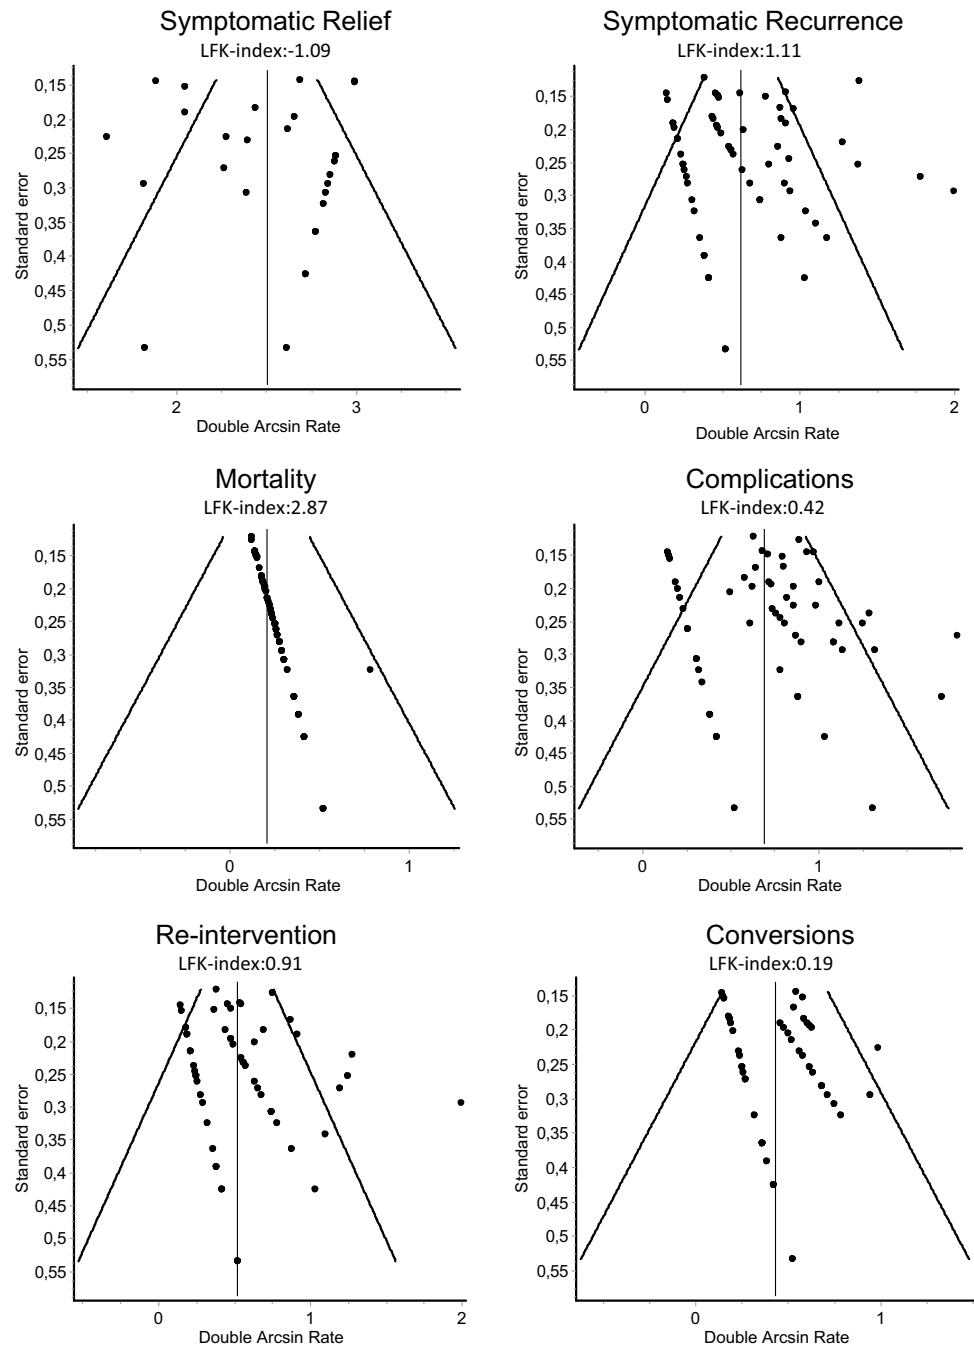 Symptomatic Relief
LFK-index:-1.09
0,15
0,2
0,25
0,3
0,35
0,4
0,45
0,5
0,55
Standard error
2 3
Double Arcsin Rate
Symptomatic Recurrence
LFK-index:1.11
0,15
0,2
0,25
0,3
0,35
0,4
0,45
0,5
0,55
Standard error
0 1 2
Double Arcsin Rate
Mortality
LFK-index:2.87
0,15
0,2
0,25
0,3
0,35
0,4
0,45
0,5
0,55
Standard error
0 1
Double Arcsin Rate
Complications
LFK-index:0.42
0,15
0,2
0,25
0,3
0,35
0,4
0,45
0,5
0,55
Standard error
0 1
Double Arcsin Rate
Re-intervention
LFK-index:0.91
0,15
0,2
0,25
0,3
0,35
0,4
0,45
0,5
0,55
Standard error
0 1 2
Double Arcsin Rate
Conversions
LFK-index:0.19
0,15
0,2
0,25
0,3
0,35
0,4
0,45
0,5
0,55
Standard error
0 1
Double Arcsin Rate